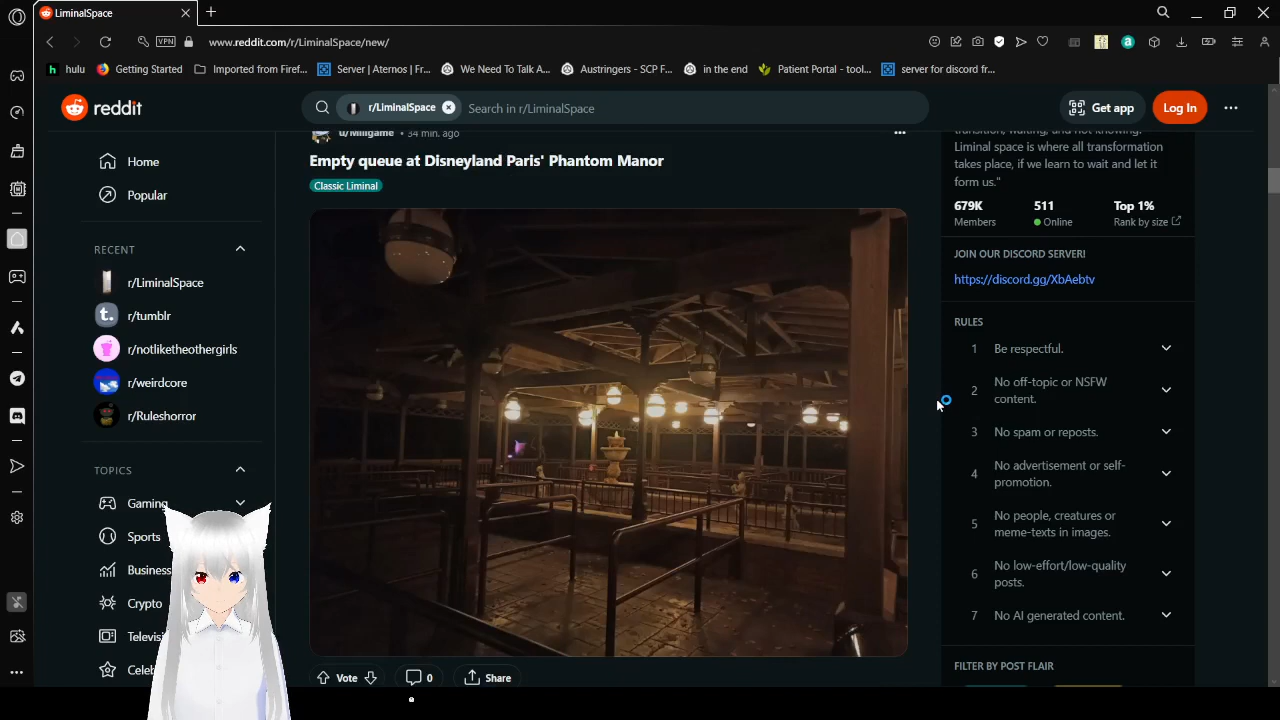 LiminalSpace
VPN
www.reddit.com/r/LiminalSpace/new/
hulu
Getting Started
Imported from Firef...
Server | Aternos | Fr...
We Need To Talk A...
Austringers - SCP F...
in the end
Patient Portal - tool...
server for discord fr...
reddit
r/LiminalSpace
Search in r/LiminalSpace
Get app
Log In
Home
Popular
RECENT
r/LiminalSpace
r/tumblr
r/notliketheothergirls
r/weirdcore
r/Ruleshorror
TOPICS
Gaming
Sports
Business
Crypto
Televisi
Celeb
u/Millgame • 34 min. ago
Empty queue at Disneyland Paris' Phantom Manor
Classic Liminal
Vote
0
Share
transition, waiting, and not knowing.
Liminal space is where all transformation
takes place, if we learn to wait and let it
form us."
679K
Members
511
Online
Top 1%
Rank by size
JOIN OUR DISCORD SERVER!
https://discord.gg/XbAebtv
RULES
1 Be respectful.
2 No off-topic or NSFW
content.
3 No spam or reposts.
4 No advertisement or self-
promotion.
5 No people, creatures or
meme-texts in images.
6 No low-effort/low-quality
posts.
7 No AI generated content.
FILTER BY POST FLAIR